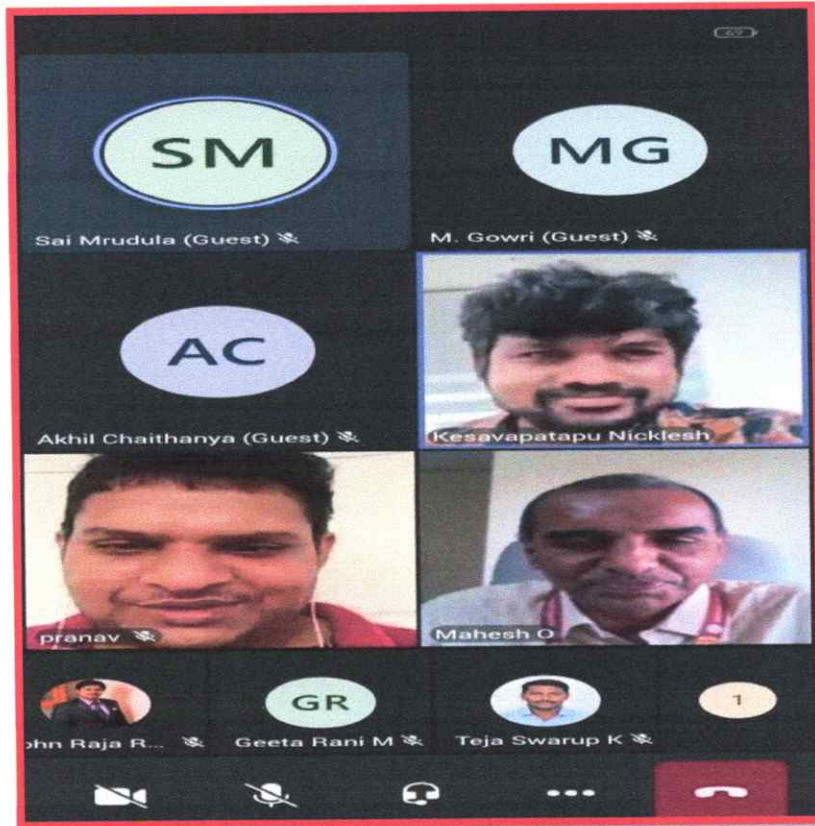 69
SM
MG
Sai Mrudula (Guest)
M. Gowri (Guest)
AC
Akhil Chaithanya (Guest)
Kesavapatapu Nicklesh
pranav
Mahesh O
ohn Raja R...
GR
Geeta Rani M
Teja Swarup K
1